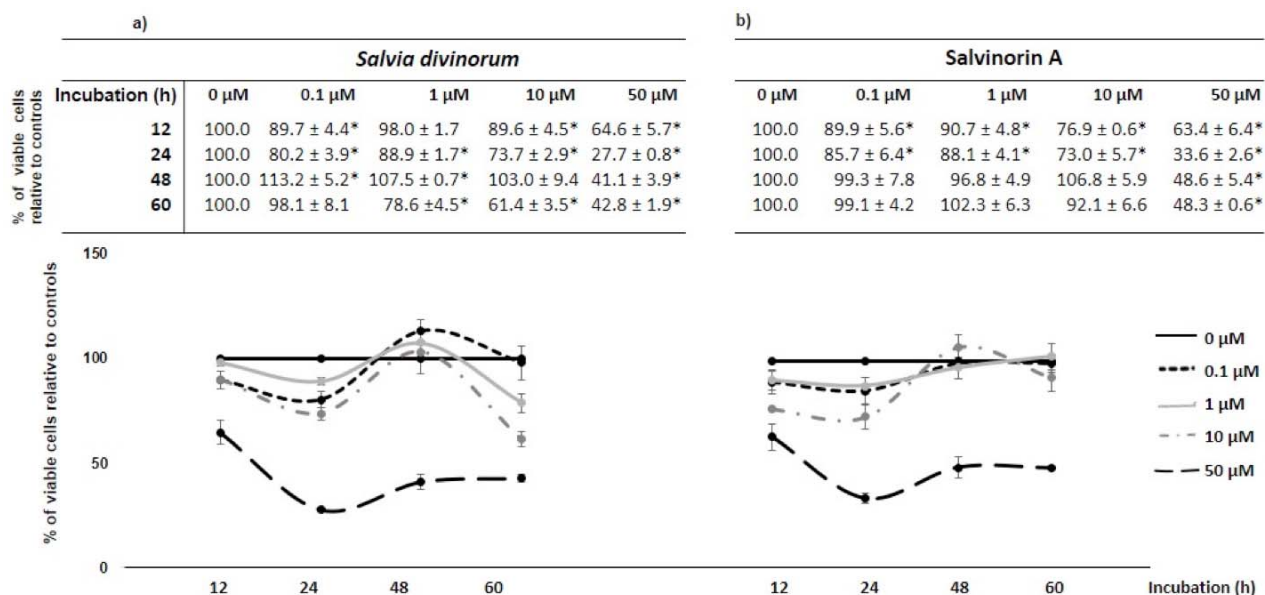 a)
Salvia divinorum
% of viable cells
relative to controls
Incubation (h) 0 µM 0.1 µM 1 µM 10 µM 50 µM
12 100.0 89.7 ± 4.4* 98.0 ± 1.7 89.6 ± 4.5* 64.6 ± 5.7*
24 100.0 80.2 ± 3.9* 88.9 ± 1.7* 73.7 ± 2.9* 27.7 ± 0.8*
48 100.0 113.2 ± 5.2* 107.5 ± 0.7* 103.0 ± 9.4 41.1 ± 3.9*
60 100.0 98.1 ± 8.1 78.6 ±4.5* 61.4 ± 3.5* 42.8 ± 1.9*
b)
Salvinorin A
0 µM 0.1 µM 1 µM 10 µM 50 µM
100.0 89.9 ± 5.6* 90.7 ± 4.8* 76.9 ± 0.6* 63.4 ± 6.4*
100.0 85.7 ± 6.4* 88.1 ± 4.1* 73.0 ± 5.7* 33.6 ± 2.6*
100.0 99.3 ± 7.8 96.8 ± 4.9 106.8 ± 5.9 48.6 ± 5.4*
100.0 99.1 ± 4.2 102.3 ± 6.3 92.1 ± 6.6 48.3 ± 0.6*
% of viable cells relative to controls
150
100
50
0
12 24 48 60
12 24 48 60 Incubation (h)
0 µM
0.1 µM
1 µM
10 µM
50 µM